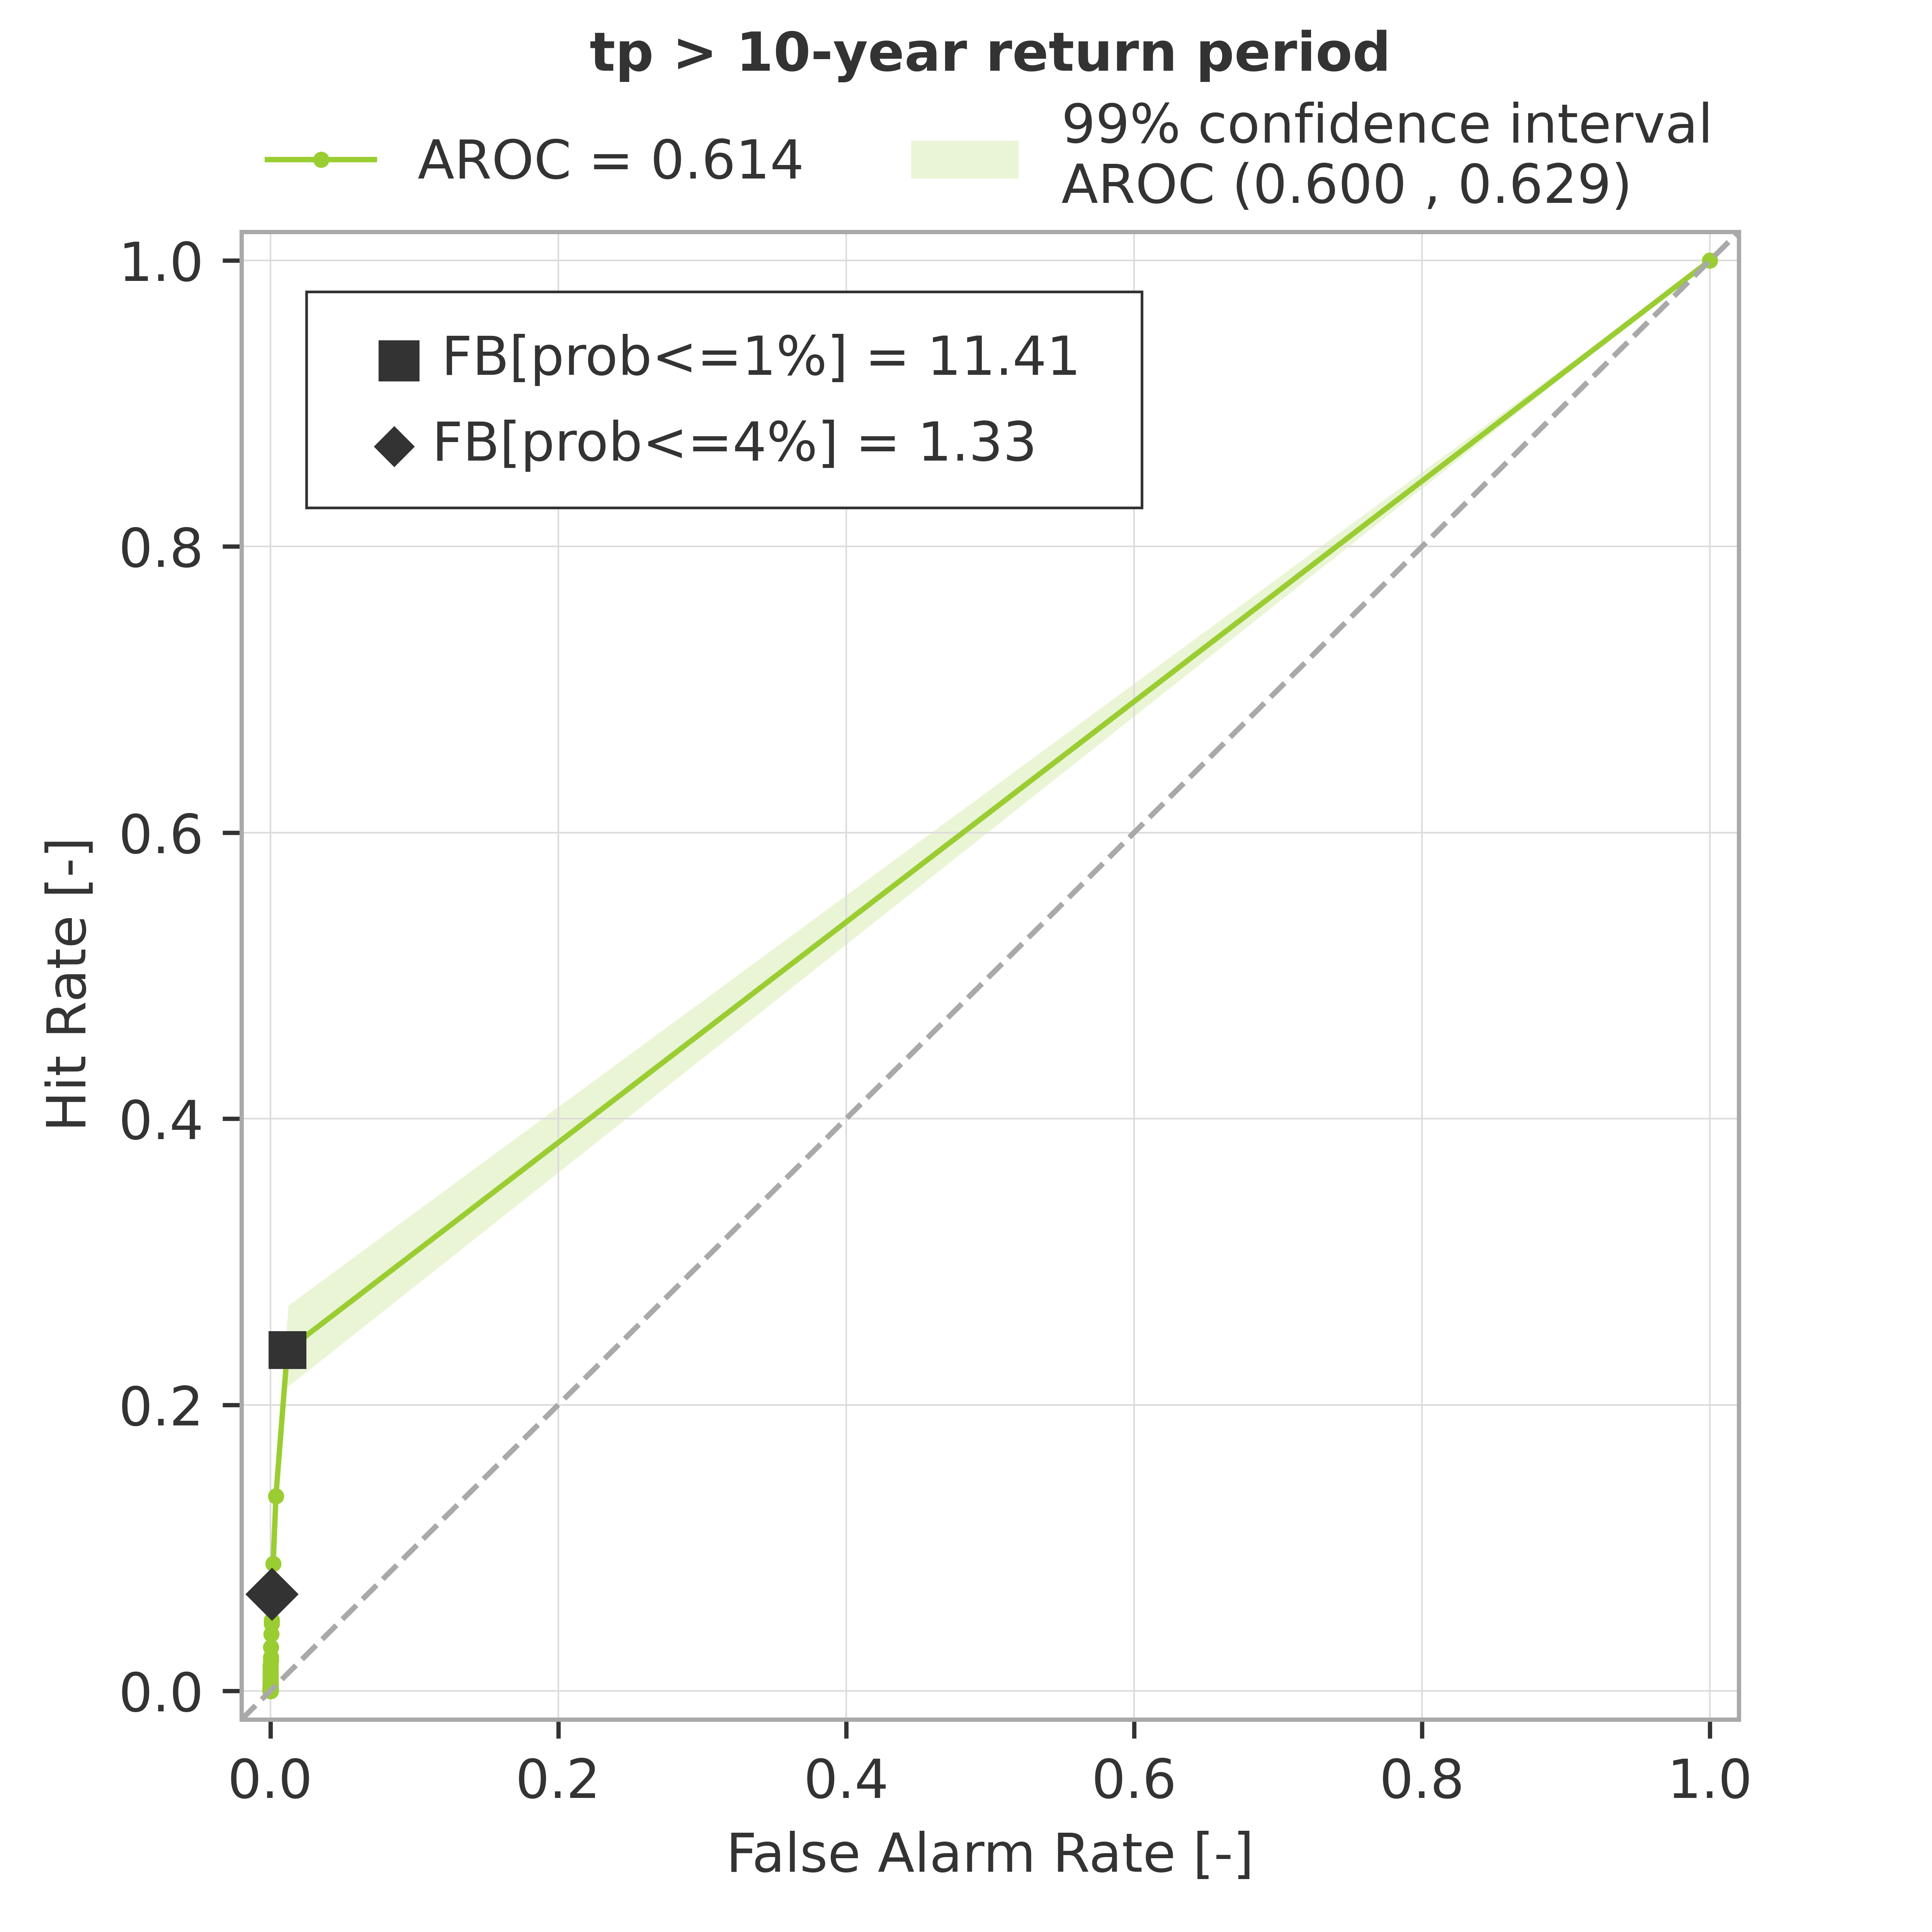 tp > 10-year return period
AROC = 0.614
99% confidence interval
AROC (0.600 , 0.629)
FB[prob<=1%] = 11.41
FB[prob<=4%] = 1.33
Hit Rate [-]
1.0
0.8
0.6
0.4
0.2
0.0
0.0 0.2 0.4 0.6 0.8 1.0
False Alarm Rate [-]